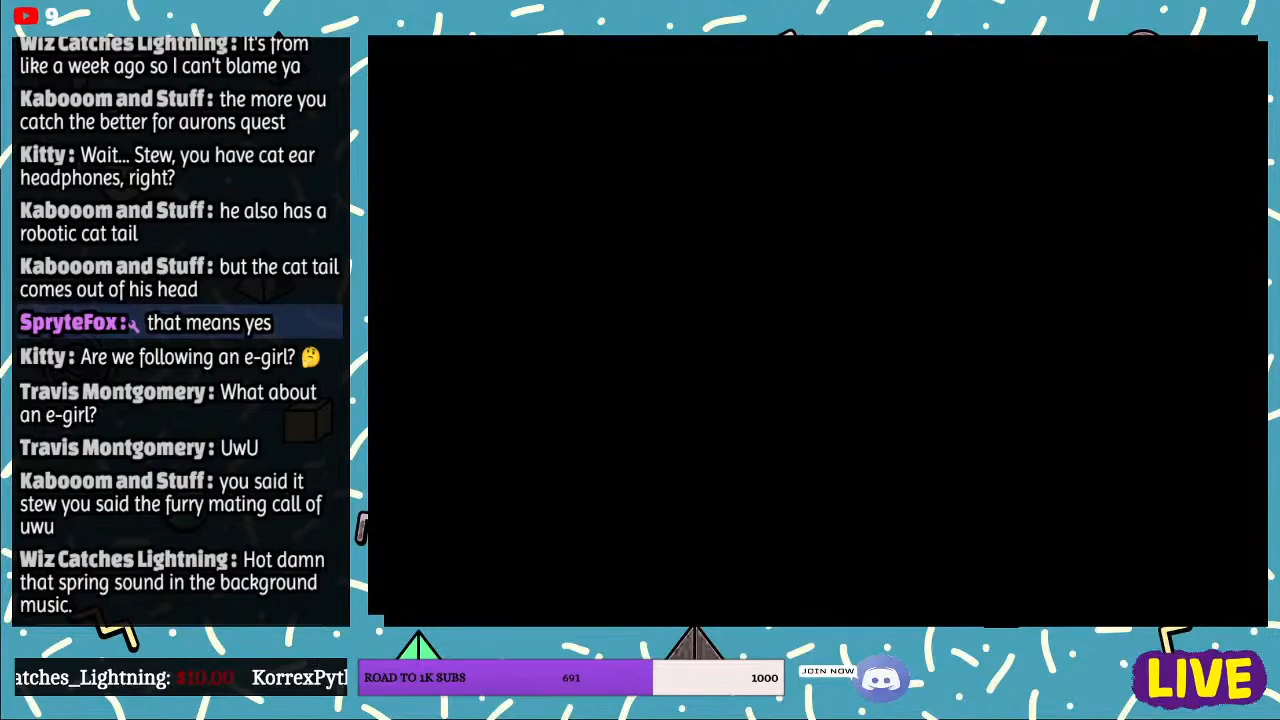 9
Wiz Catches Lightning : It's from
like a week ago so I can't blame ya
Kabooom and Stuff : the more you
catch the better for aurons quest
Kitty : Wait... Stew, you have cat ear
headphones, right?
Kabooom and Stuff : he also has a
robotic cat tail
Kabooom and Stuff : but the cat tail
comes out of his head
SpryteFox : that means yes
Kitty : Are we following an e-girl? 🤔
Travis Montgomery : What about
an e-girl?
Travis Montgomery : UwU
Kabooom and Stuff : you said it
stew you said the furry mating call of
uwu
Wiz Catches Lightning : Hot damn
that spring sound in the background
music.
atches_Lightning: $10.00 KorrexPyt
ROAD TO 1K SUBS 691 1000
JOIN NOW
LIVE